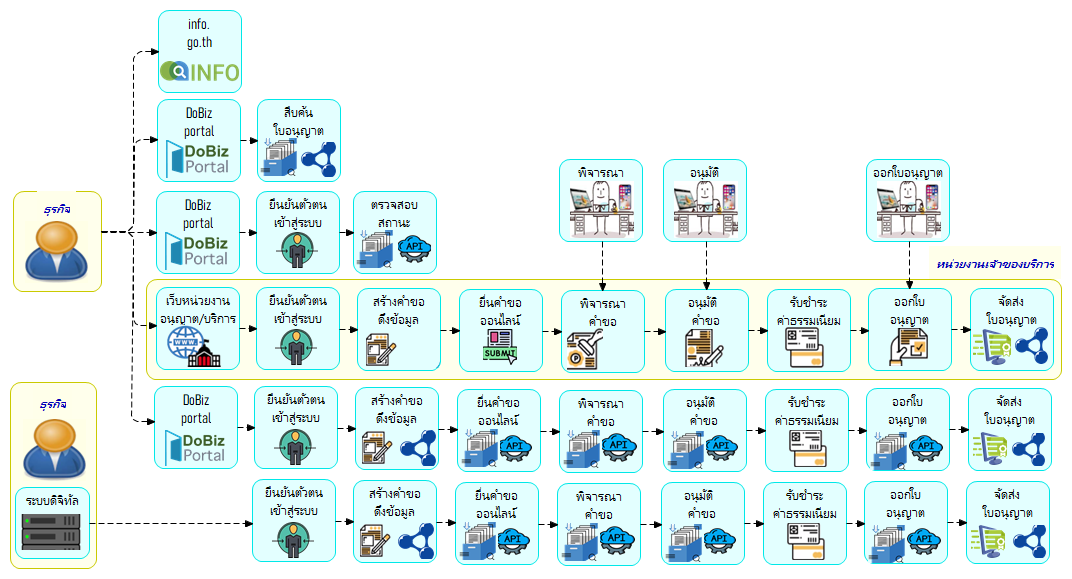 info.
go.th
INFO
DoBiz
portal
DoBiz
Portal
สืบค้น
ใบอนุญาต
ธุรกิจ
DoBiz
portal
DoBiz
Portal
ยืนยันตัวตน
เข้าสู่ระบบ
ตรวจสอบ
สถานะ
API
พิจารณา
อนุมัติ
ออกใบอนุญาต
หน่วยงานเจ้าของบริการ
เว็บหน่วยงาน
อนุญาต/บริการ
WWW
ยืนยันตัวตน
เข้าสู่ระบบ
สร้างคำขอ
ดึงข้อมูล
ยื่นคำขอ
ออนไลน์
SUBMIT
พิจารณา
คำขอ
P
อนุมัติ
คำขอ
รับชำระ
ค่าธรรมเนียม
ออกใบ
อนุญาต
จัดส่ง
ใบอนุญาต
ธุรกิจ
ระบบดิจิทัล
DoBiz
portal
DoBiz
Portal
ยืนยันตัวตน
เข้าสู่ระบบ
สร้างคำขอ
ดึงข้อมูล
ยื่นคำขอ
ออนไลน์
API
พิจารณา
คำขอ
API
อนุมัติ
คำขอ
API
รับชำระ
ค่าธรรมเนียม
ออกใบ
อนุญาต
API
จัดส่ง
ใบอนุญาต
ยืนยันตัวตน
เข้าสู่ระบบ
สร้างคำขอ
ดึงข้อมูล
ยื่นคำขอ
ออนไลน์
API
พิจารณา
คำขอ
API
อนุมัติ
คำขอ
API
รับชำระ
ค่าธรรมเนียม
ออกใบ
อนุญาต
API
จัดส่ง
ใบอนุญาต